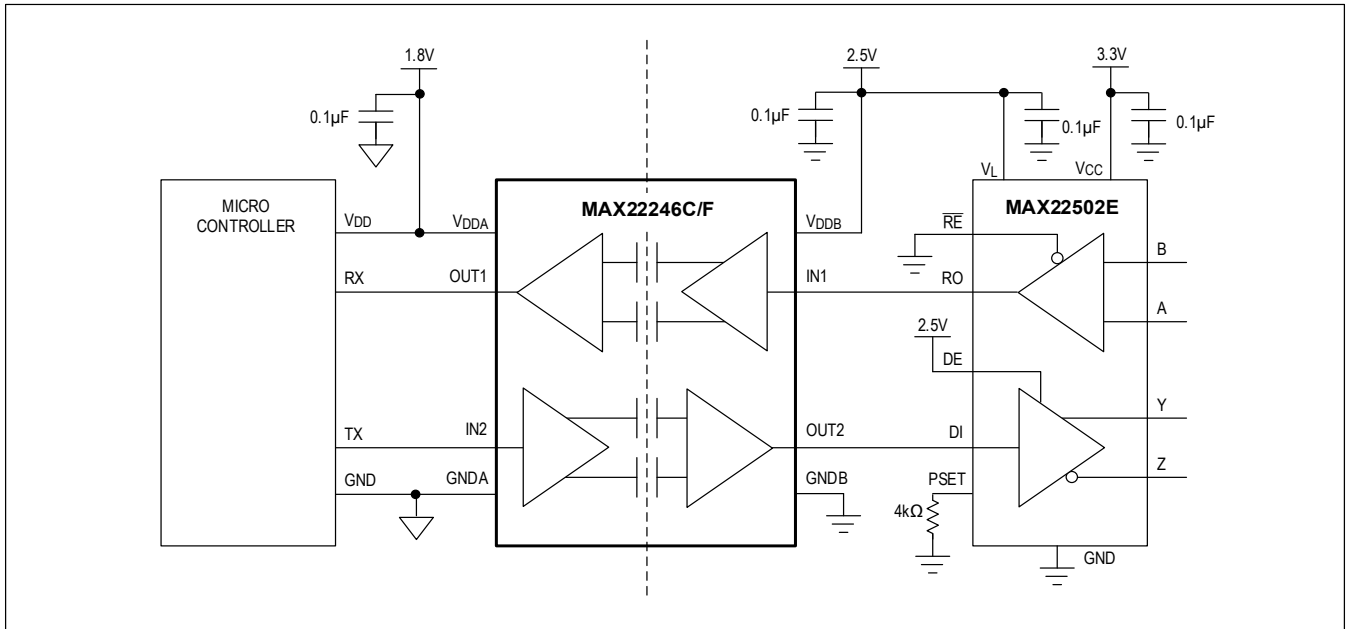 1.8V
2.5V
3.3V
0.1µF
0.1µF
0.1µF
0.1µF
VL
VCC
MICRO
CONTROLLER
MAX22246C/F
MAX22502E
VDD
VDDA
VDDB
RE
B
RX
OUT1
IN1
RO
A
2.5V
DE
Y
TX
IN2
OUT2
DI
Z
GND
GNDA
GNDB
PSET
4kΩ
GND